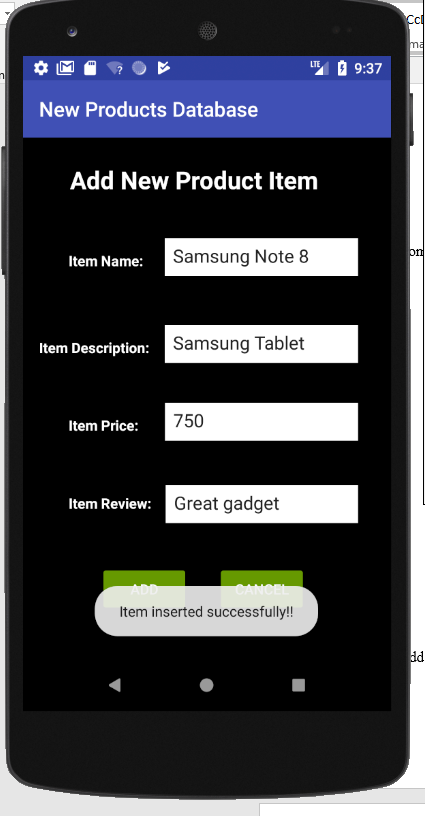 LTE 9:37
New Products Database
Add New Product Item
Item Name: Samsung Note 8
Item Description: Samsung Tablet
Item Price: 750
Item Review: Great gadget
ADD CANCEL
Item inserted successfully!!